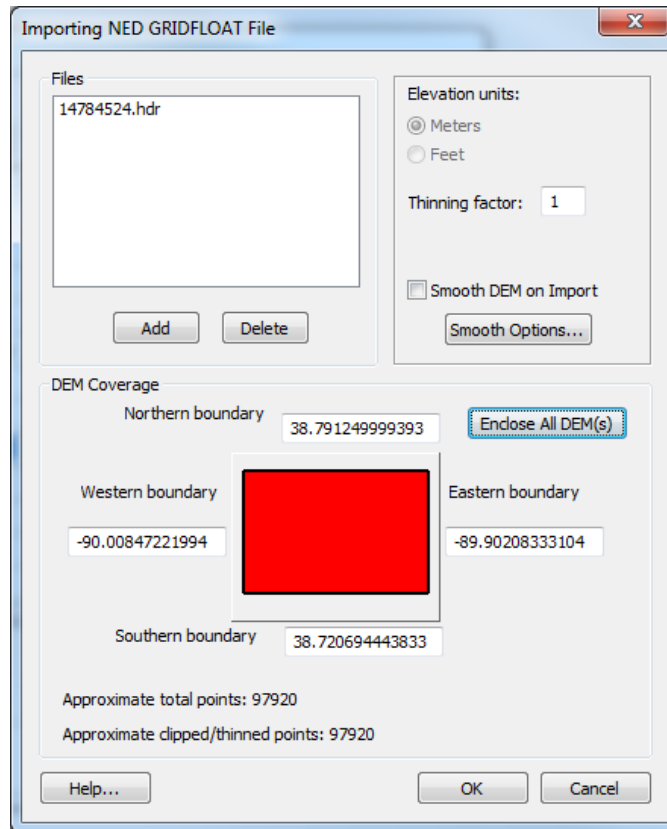 Importing NED GRIDFLOAT File
Files
14784524.hdr
Add
Delete
Elevation units:
Meters
Feet
Thinning factor: 1
Smooth DEM on Import
Smooth Options...
DEM Coverage
Northern boundary
38.791249999393
Enclose All DEM(s)
Western boundary
-90.00847221994
Eastern boundary
-89.90208333104
Southern boundary
38.720694443833
Approximate total points: 97920
Approximate clipped/thinned points: 97920
Help...
OK
Cancel